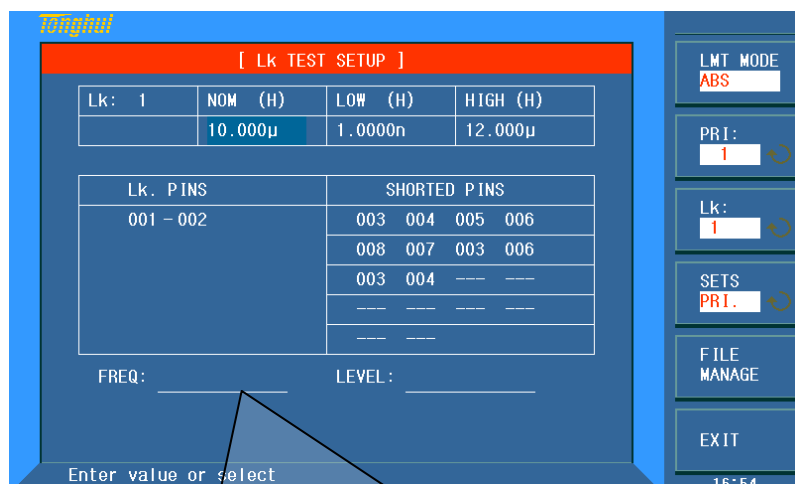 Tonghui
[ Lk TEST SETUP ]
Lk: 1 NOM (H) LOW (H) HIGH (H)
10.000μ 1.0000n 12.000μ
Lk. PINS SHORTED PINS
001 - 002 003 004 005 006
008 007 003 006
003 004 --- ---
--- --- --- ---
--- ---
FREQ: LEVEL:
Enter value or select
LMT MODE
ABS
PRI:
1
Lk:
1
SETS
PRI.
FILE
MANAGE
EXIT
16:54